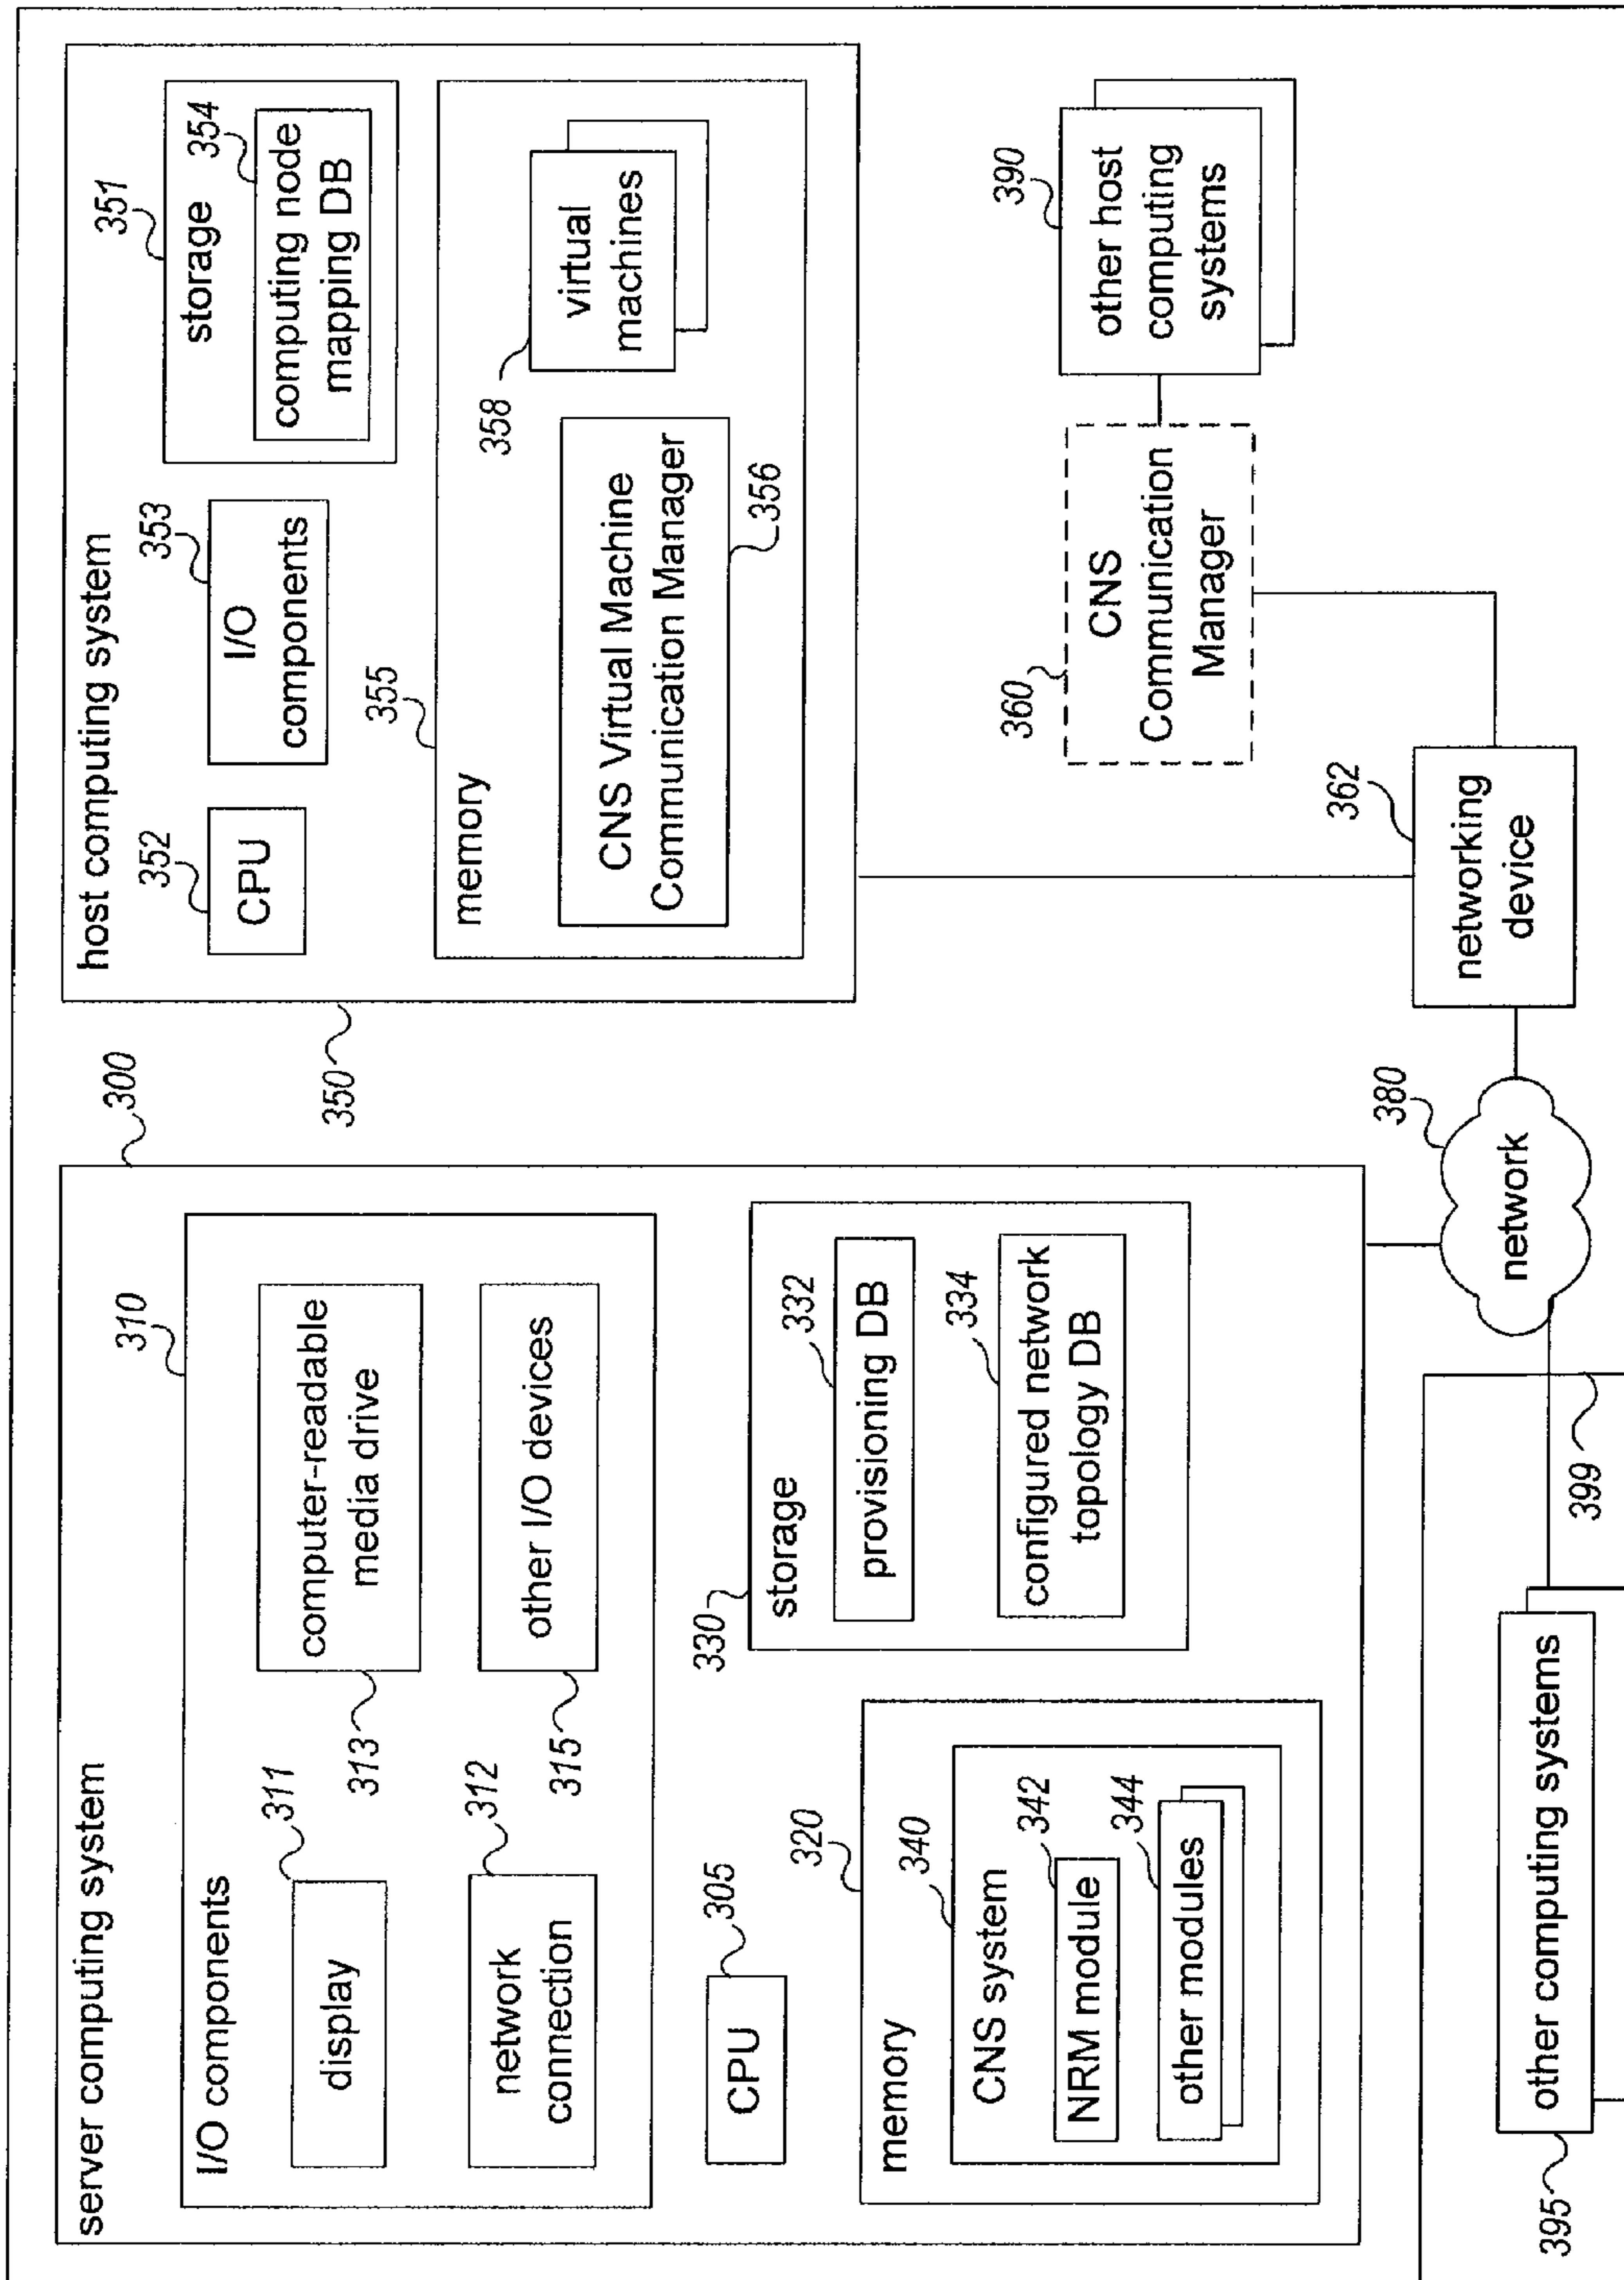 server computing system
300
I/O components
310
display
311
computer-readable
media drive
313
network
connection
312
other I/O devices
315
CPU
305
memory
320
CNS system
340
NRM module
342
other modules
344
storage
330
provisioning DB
332
configured network
topology DB
334
host computing system
350
CPU
352
I/O
components
353
storage
351
computing node
mapping DB
354
memory
355
CNS Virtual Machine
Communication Manager
356
virtual
machines
358
CNS
Communication
Manager
360
other host
computing
systems
390
networking
device
362
network
380
other computing systems
395
399